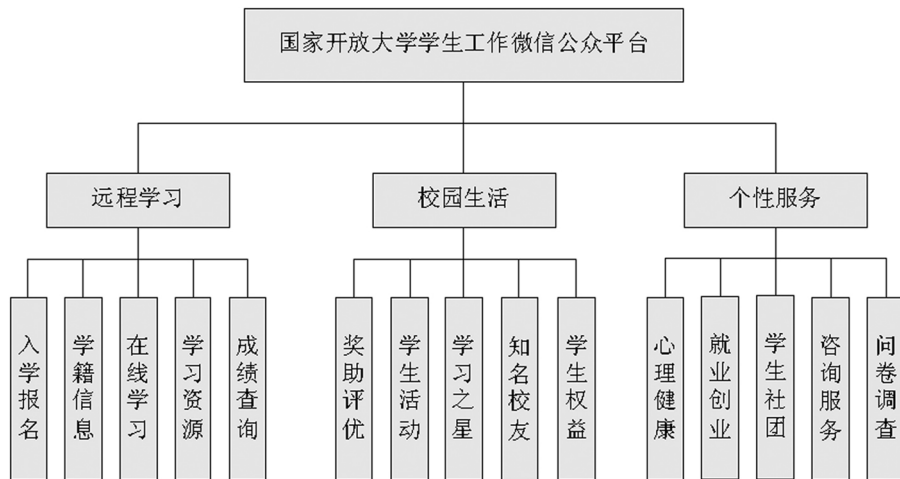 国家开放大学学生工作微信公众平台
远程学习
校园生活
个性服务
入学报名
学籍信息
在线学习
学习资源
成绩查询
奖助评优
学生活动
学习之星
知名校友
学生权益
心理健康
就业创业
学生社团
咨询服务
问卷调查